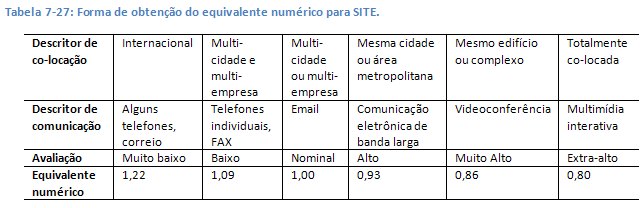 Tabela 7-27: Forma de obtenção do equivalente numérico para SITE.
Descritor de co-locação | Internacional | Multi-cidade e multi-empresa | Multi-cidade ou multi-empresa | Mesma cidade ou área metropolitana | Mesmo edifício ou complexo | Totalmente co-locada
Descritor de comunicação | Alguns telefones, correio | Telefones individuais, FAX | Email | Comunicação eletrônica de banda larga | Videoconferência | Multimídia interativa
Avaliação | Muito baixo | Baixo | Nominal | Alto | Muito Alto | Extra-alto
Equivalente numérico | 1,22 | 1,09 | 1,00 | 0,93 | 0,86 | 0,80